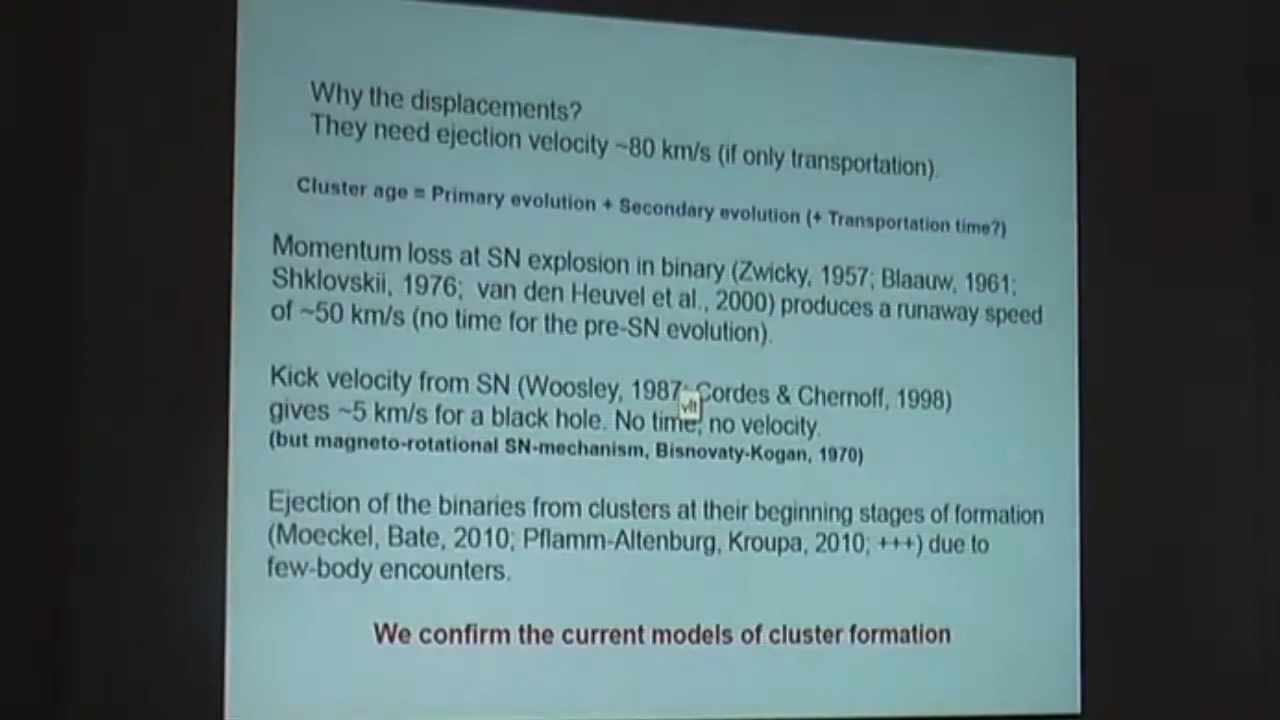 Why the displacements?
They need ejection velocity ~80 km/s (if only transportation).
Cluster age = Primary evolution + Secondary evolution (+ Transportation time?)
Momentum loss at SN explosion in binary (Zwicky, 1957; Blaauw, 1961;
Shklovskii, 1976; van den Heuvel et al., 2000) produces a runaway speed
of ~50 km/s (no time for the pre-SN evolution).
Kick velocity from SN (Woosley, 1987; Cordes & Chernoff, 1998)
gives ~5 km/s for a black hole. No time, no velocity.
(but magneto-rotational SN-mechanism, Bisnovaty-Kogan, 1970)
Ejection of the binaries from clusters at their beginning stages of formation
(Moeckel, Bate, 2010; Pflamm-Altenburg, Kroupa, 2010; +++) due to
few-body encounters.
We confirm the current models of cluster formation